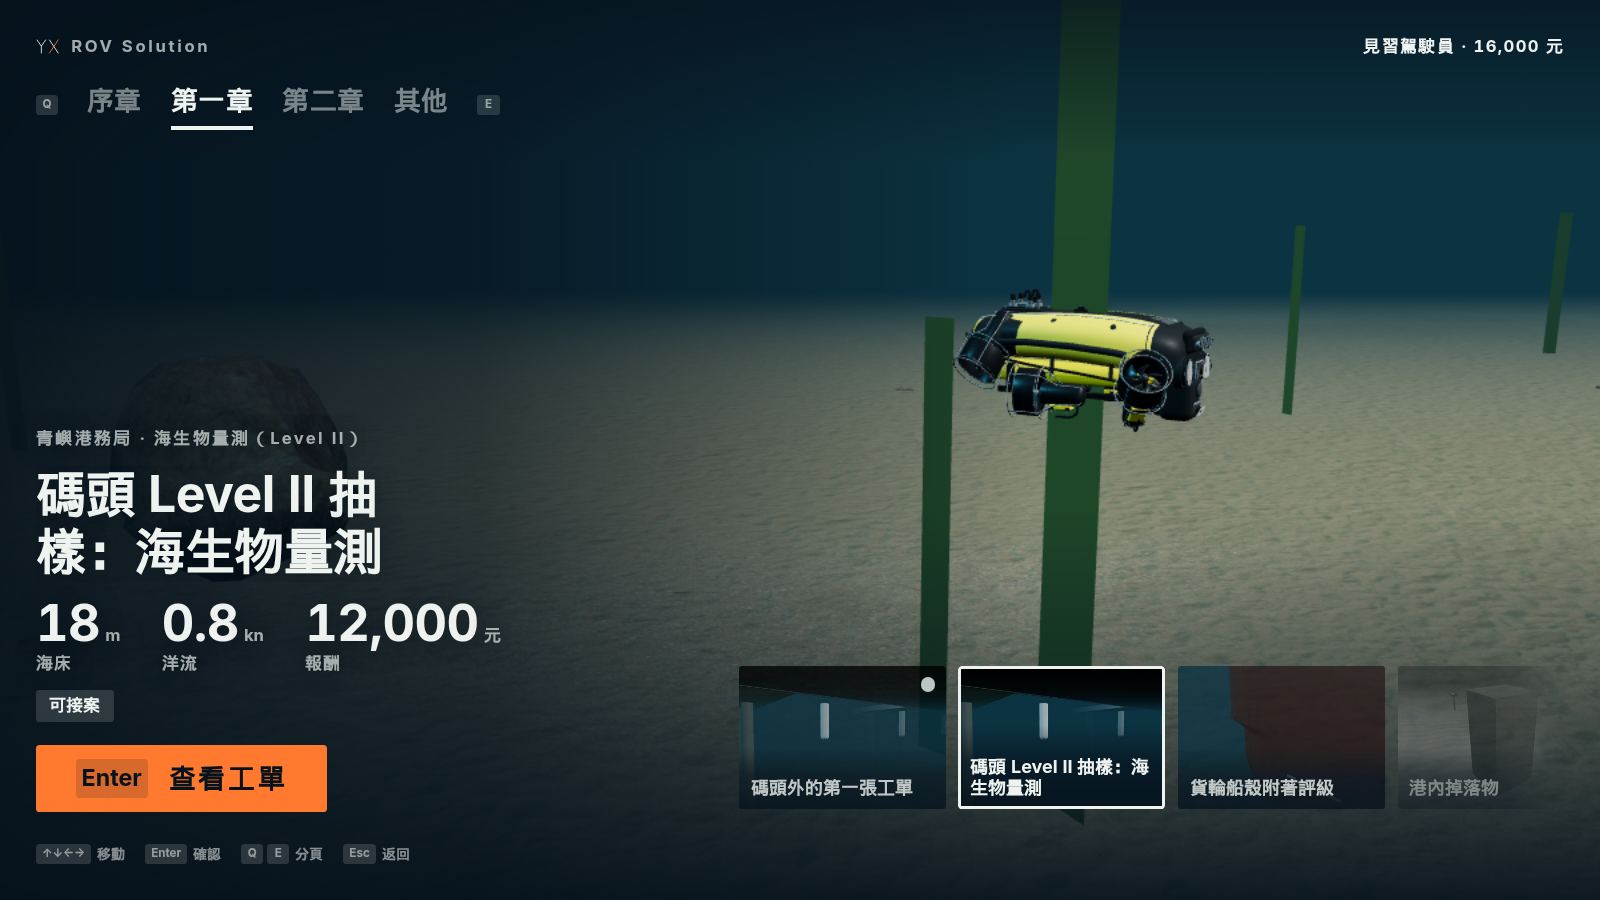 YX ROV Solution
見習駕駛員 · 16,000 元
Q 序章 第一章 第二章 其他 E
青嶼港務局 · 海生物量測（Level II）
碼頭 Level II 抽
樣：海生物量測
18 m 0.8 kn 12,000 元
海床 洋流 報酬
可接案
Enter 查看工單
碼頭外的第一張工單
碼頭 Level II 抽樣：海
生物量測
貨輪船殼附著評級
港內掉落物
↑↓←→ 移動 Enter 確認 Q E 分頁 Esc 返回